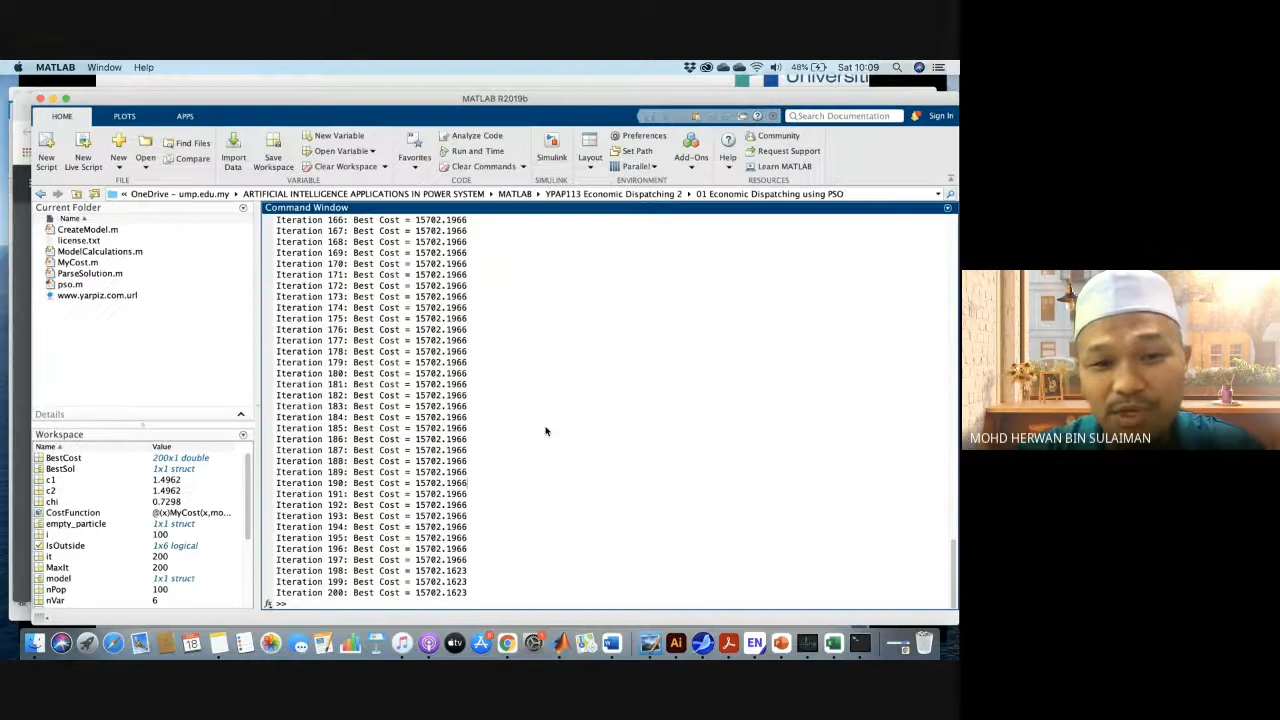 MATLAB Window Help
48% Sat 10:09
Universiti
MATLAB R2019b
HOME PLOTS APPS
Search Documentation Sign In
New Script
New Live Script
New
Open
Find Files
Compare
Import Data
Save Workspace
New Variable
Open Variable
Clear Workspace
Favorites
Analyze Code
Run and Time
Clear Commands
Simulink
Layout
Preferences
Set Path
Parallel
Add-Ons
Help
Community
Request Support
Learn MATLAB
FILE VARIABLE CODE SIMULINK ENVIRONMENT RESOURCES
« OneDrive - ump.edu.my ▸ ARTIFICIAL INTELLIGENCE APPLICATIONS IN POWER SYSTEM ▸ MATLAB ▸ YPAP113 Economic Dispatching 2 ▸ 01 Economic Dispatching using PSO
Current Folder
Name
CreateModel.m
license.txt
ModelCalculations.m
MyCost.m
ParseSolution.m
pso.m
www.yarpiz.com.url
Details
Workspace
Name Value
BestCost 200x1 double
BestSol 1x1 struct
c1 1.4962
c2 1.4962
chi 0.7298
CostFunction @(x)MyCost(x,mo...
empty_particle 1x1 struct
i 100
IsOutside 1x6 logical
it 200
MaxIt 200
model 1x1 struct
nPop 100
nVar 6
Command Window
Iteration 166: Best Cost = 15702.1966
Iteration 167: Best Cost = 15702.1966
Iteration 168: Best Cost = 15702.1966
Iteration 169: Best Cost = 15702.1966
Iteration 170: Best Cost = 15702.1966
Iteration 171: Best Cost = 15702.1966
Iteration 172: Best Cost = 15702.1966
Iteration 173: Best Cost = 15702.1966
Iteration 174: Best Cost = 15702.1966
Iteration 175: Best Cost = 15702.1966
Iteration 176: Best Cost = 15702.1966
Iteration 177: Best Cost = 15702.1966
Iteration 178: Best Cost = 15702.1966
Iteration 179: Best Cost = 15702.1966
Iteration 180: Best Cost = 15702.1966
Iteration 181: Best Cost = 15702.1966
Iteration 182: Best Cost = 15702.1966
Iteration 183: Best Cost = 15702.1966
Iteration 184: Best Cost = 15702.1966
Iteration 185: Best Cost = 15702.1966
Iteration 186: Best Cost = 15702.1966
Iteration 187: Best Cost = 15702.1966
Iteration 188: Best Cost = 15702.1966
Iteration 189: Best Cost = 15702.1966
Iteration 190: Best Cost = 15702.1966
Iteration 191: Best Cost = 15702.1966
Iteration 192: Best Cost = 15702.1966
Iteration 193: Best Cost = 15702.1966
Iteration 194: Best Cost = 15702.1966
Iteration 195: Best Cost = 15702.1966
Iteration 196: Best Cost = 15702.1966
Iteration 197: Best Cost = 15702.1966
Iteration 198: Best Cost = 15702.1623
Iteration 199: Best Cost = 15702.1623
Iteration 200: Best Cost = 15702.1623
fx >>
MOHD HERWAN BIN SULAIMAN
18
tv
Ai
EN